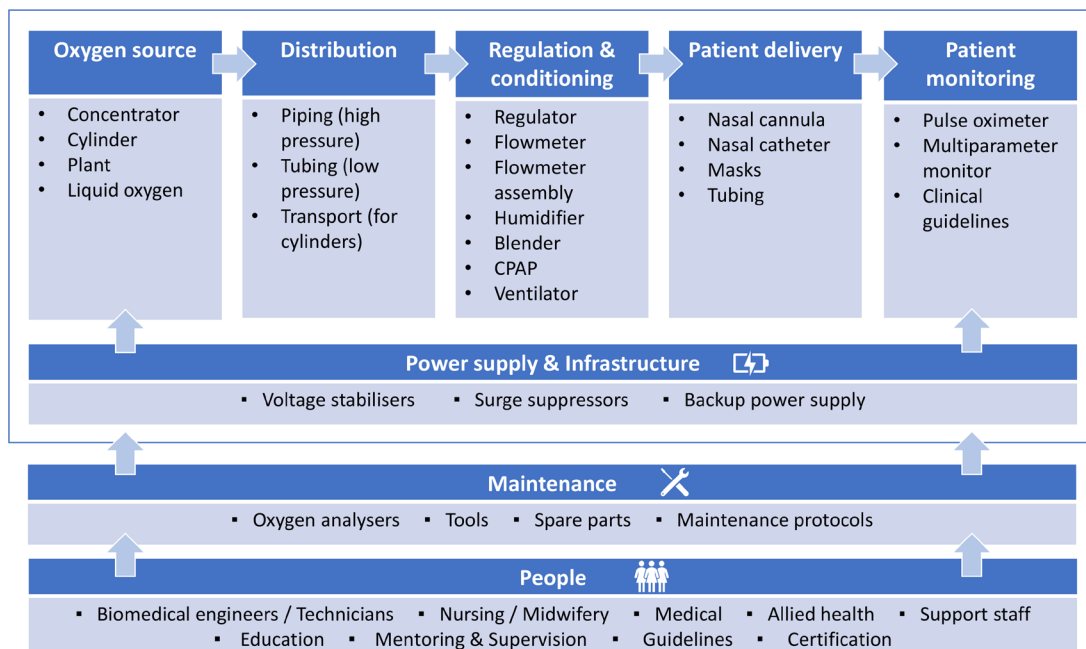 Oxygen source
Concentrator
Cylinder
Plant
Liquid oxygen
Distribution
Piping (high
pressure)
Tubing (low
pressure)
Transport (for
cylinders)
Regulation &
conditioning
Regulator
Flowmeter
Flowmeter
assembly
Humidifier
Blender
CPAP
Ventilator
Patient delivery
Nasal cannula
Nasal catheter
Masks
Tubing
Patient
monitoring
Pulse oximeter
Multiparameter
monitor
Clinical
guidelines
Power supply & Infrastructure
▪ Voltage stabilisers ▪ Surge suppressors ▪ Backup power supply
Maintenance
▪ Oxygen analysers ▪ Tools ▪ Spare parts ▪ Maintenance protocols
People
▪ Biomedical engineers / Technicians ▪ Nursing / Midwifery ▪ Medical ▪ Allied health ▪ Support staff
▪ Education ▪ Mentoring & Supervision ▪ Guidelines ▪ Certification